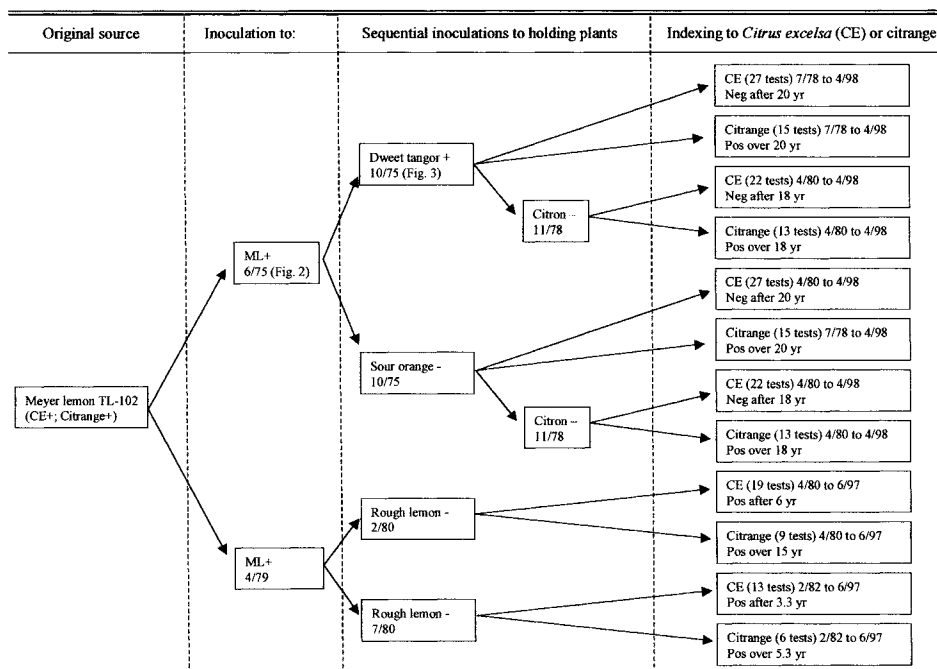 Original source
Inoculation to:
Sequential inoculations to holding plants
Indexing to Citrus excelsa (CE) or citrange
Meyer lemon TL-102
(CE+; Citrange+)
ML+
6/75 (Fig. 2)
ML+
4/79
Dweet tangor +
10/75 (Fig. 3)
Citron –
11/78
Sour orange -
10/75
Citron –
11/78
Rough lemon -
2/80
Rough lemon -
7/80
CE (27 tests) 7/78 to 4/98
Neg after 20 yr
Citrange (15 tests) 7/78 to 4/98
Pos over 20 yr
CE (22 tests) 4/80 to 4/98
Neg after 18 yr
Citrange (13 tests) 4/80 to 4/98
Pos over 18 yr
CE (27 tests) 4/80 to 4/98
Neg after 20 yr
Citrange (15 tests) 7/78 to 4/98
Pos over 20 yr
CE (22 tests) 4/80 to 4/98
Neg after 18 yr
Citrange (13 tests) 4/80 to 4/98
Pos over 18 yr
CE (19 tests) 4/80 to 6/97
Pos after 6 yr
Citrange (9 tests) 4/80 to 6/97
Pos over 15 yr
CE (13 tests) 2/82 to 6/97
Pos after 3.3 yr
Citrange (6 tests) 2/82 to 6/97
Pos over 5.3 yr